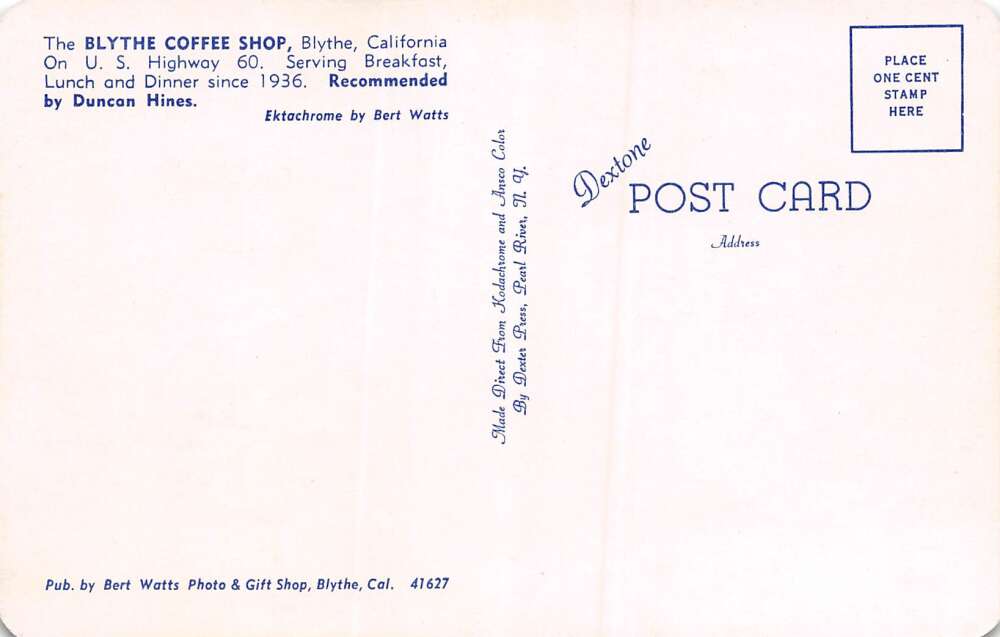 The BLYTHE COFFEE SHOP, Blythe, California
On U. S. Highway 60. Serving Breakfast,
Lunch and Dinner since 1936. Recommended
by Duncan Hines.
Ektachrome by Bert Watts
Pub. by Bert Watts Photo & Gift Shop, Blythe, Cal. 41627
Made Direct From Kodachrome and Ansco Color
By Dexter Press, Pearl River, N. Y.
Dextone
POST CARD
Address
PLACE
ONE CENT
STAMP
HERE